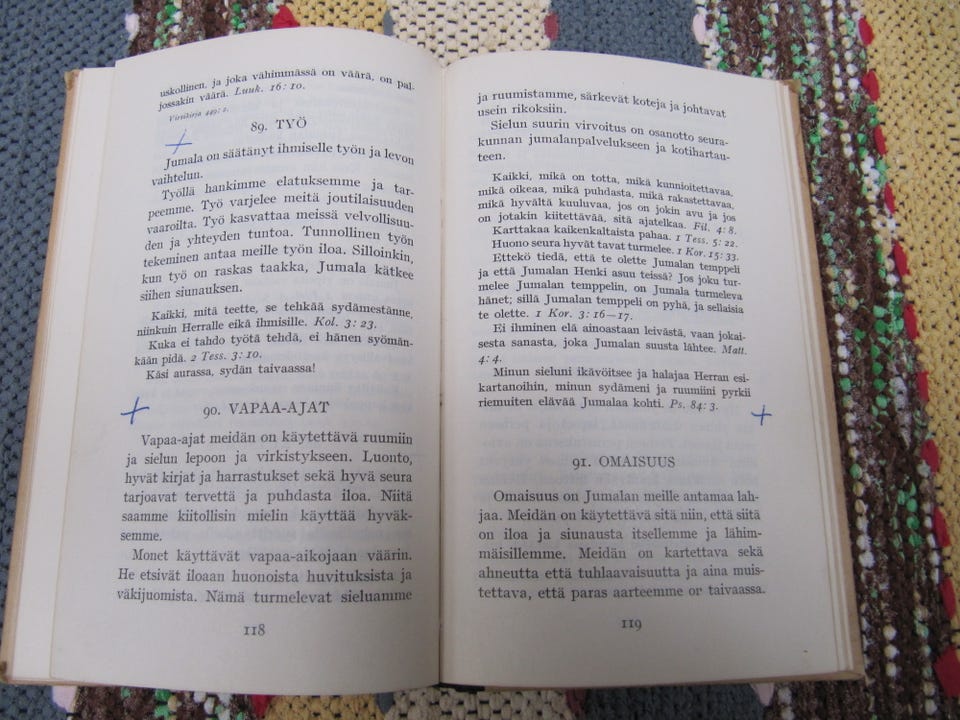 uskollinen, ja joka vähimmässä on väärä, on pal-
jossakin väärä. Luuk. 16: 10.
Virsikirja 449: 2.
89. TYÖ
Jumala on säätänyt ihmiselle työn ja levon
vaihtelun.
Työllä hankimme elatuksemme ja tar-
peemme. Työ varjelee meitä joutilaisuuden
vaaroilta. Työ kasvattaa meissä velvollisuu-
den ja yhteyden tuntoa. Tunnollinen työn
tekeminen antaa meille työn iloa. Silloinkin,
kun työ on raskas taakka, Jumala kätkee
siihen siunauksen.
Kaikki, mitä teette, se tehkää sydämestänne,
niinkuin Herralle eikä ihmisille. Kol. 3: 23.
Kuka ei tahdo työtä tehdä, ei hänen syömän-
kään pidä. 2 Tess. 3: 10.
Käsi aurassa, sydän taivaassa!
90. VAPAA-AJAT
Vapaa-ajat meidän on käytettävä ruumiin
ja sielun lepoon ja virkistykseen. Luonto,
hyvät kirjat ja harrastukset sekä hyvä seura
tarjoavat tervettä ja puhdasta iloa. Niitä
saamme kiitollisin mielin käyttää hyväk-
semme.
Monet käyttävät vapaa-aikojaan väärin.
He etsivät iloaan huonoista huvituksista ja
väkijuomista. Nämä turmelevat sieluamme
118
ja ruumistamme, särkevät koteja ja johtavat
usein rikoksiin.
Sielun suurin virvoitus on osanotto seura-
kunnan jumalanpalvelukseen ja kotihartau-
teen.
Kaikki, mikä on totta, mikä kunnioitettavaa,
mikä oikeaa, mikä puhdasta, mikä rakastettavaa,
mikä hyvältä kuuluvaa, jos on jokin avu ja jos
on jotakin kiitettävää, sitä ajatelkaa. Fil. 4: 8.
Karttakaa kaikenkaltaista pahaa. 1 Tess. 5: 22.
Huono seura hyvät tavat turmelee. 1 Kor. 15: 33.
Ettekö tiedä, että te olette Jumalan temppeli
ja että Jumalan Henki asuu teissä? Jos joku tur-
melee Jumalan temppelin, on Jumala turmeleva
hänet; sillä Jumalan temppeli on pyhä, ja sellaisia
te olette. 1 Kor. 3: 16—17.
Ei ihminen elä ainoastaan leivästä, vaan jokai-
sesta sanasta, joka Jumalan suusta lähtee. Matt.
4: 4.
Minun sieluni ikävöitsee ja halajaa Herran esi-
kartanoihin, minun sydämeni ja ruumiini pyrkii
riemuiten elävää Jumalaa kohti. Ps. 84: 3.
91. OMAISUUS
Omaisuus on Jumalan meille antamaa lah-
jaa. Meidän on käytettävä sitä niin, että siitä
on iloa ja siunausta itsellemme ja lähim-
mäisillemme. Meidän on kartettava sekä
ahneutta että tuhlaavaisuutta ja aina muis-
tettava, että paras aarteemme or taivaassa.
119